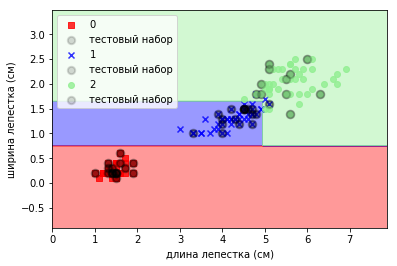 3.5
3.0
2.5
2.0
1.5
1.0
0.5
0.0
−0.5
ширина лепестка (см)
0
тестовый набор
1
тестовый набор
2
тестовый набор
0 1 2 3 4 5 6 7
длина лепестка (см)